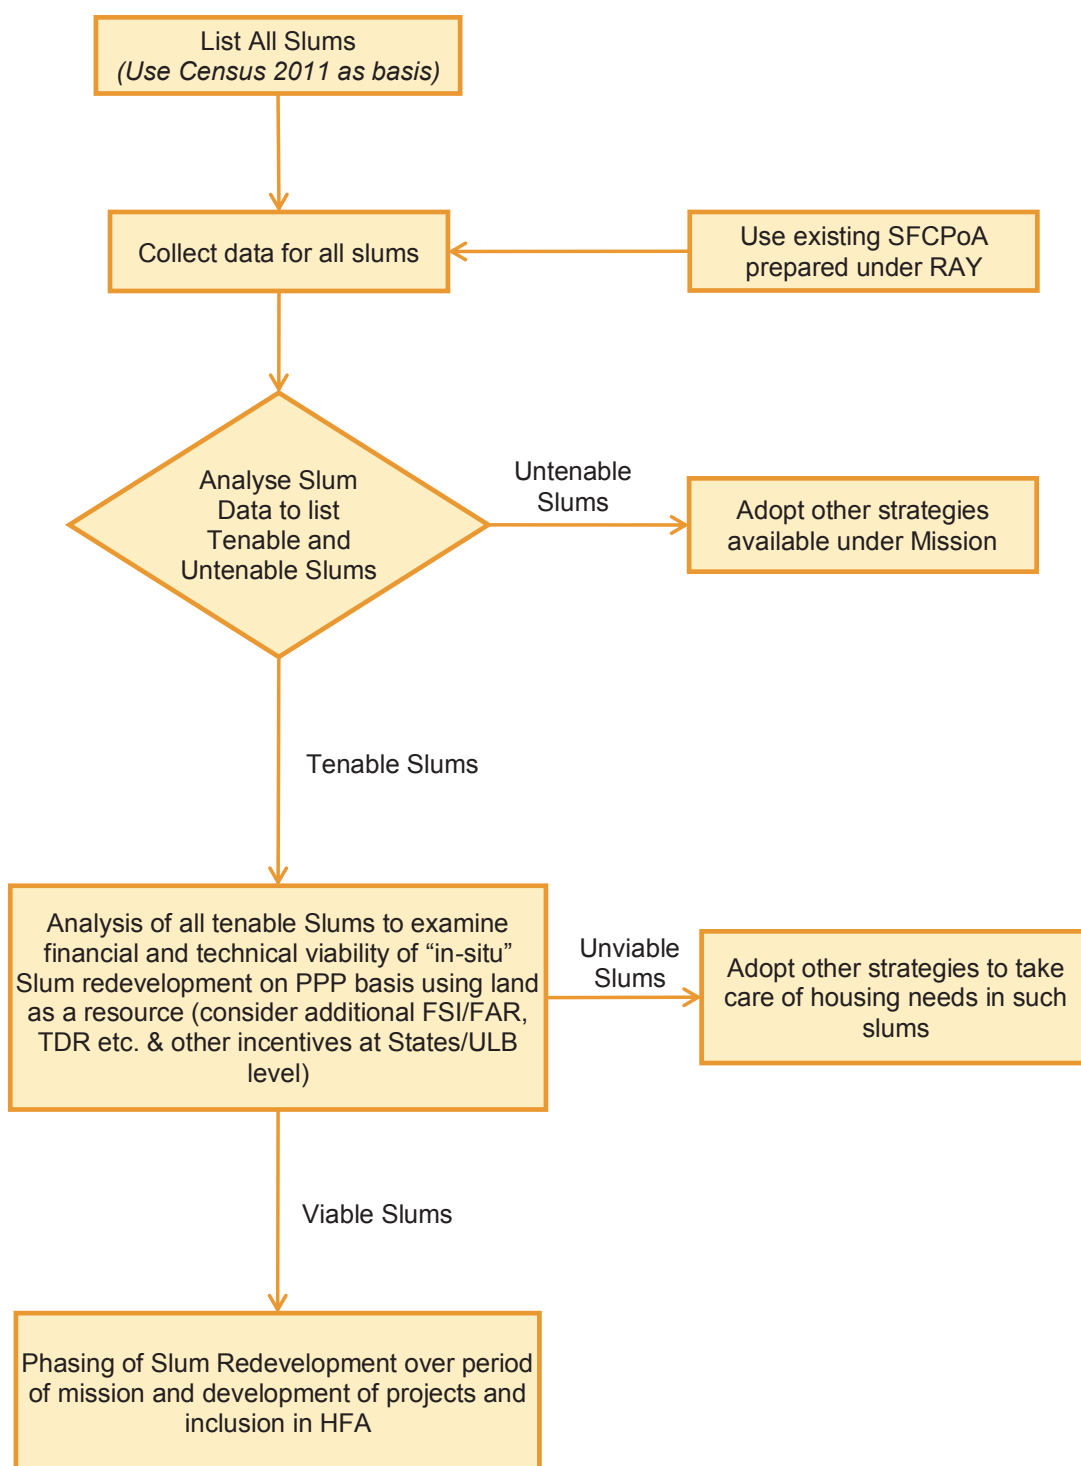 List All Slums
(Use Census 2011 as basis)
Collect data for all slums
Use existing SFCPoA
prepared under RAY
Analyse Slum
Data to list
Tenable and
Untenable Slums
Untenable
Slums
Adopt other strategies
available under Mission
Tenable Slums
Analysis of all tenable Slums to examine
financial and technical viability of “in-situ”
Slum redevelopment on PPP basis using land
as a resource (consider additional FSI/FAR,
TDR etc. & other incentives at States/ULB
level)
Unviable
Slums
Adopt other strategies to take
care of housing needs in such
slums
Viable Slums
Phasing of Slum Redevelopment over period
of mission and development of projects and
inclusion in HFA